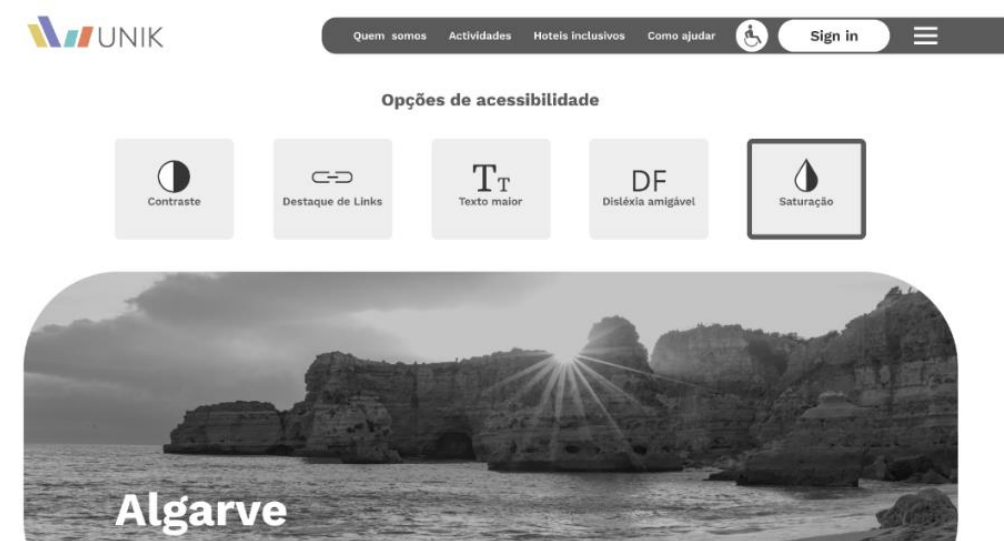 UNIK
Quem somos Actividades Hoteis inclusivos Como ajudar Sign in
Opções de acessibilidade
Contraste
Destaque de Links
TT
Texto maior
DF
Disléxia amigável
Saturação
Algarve